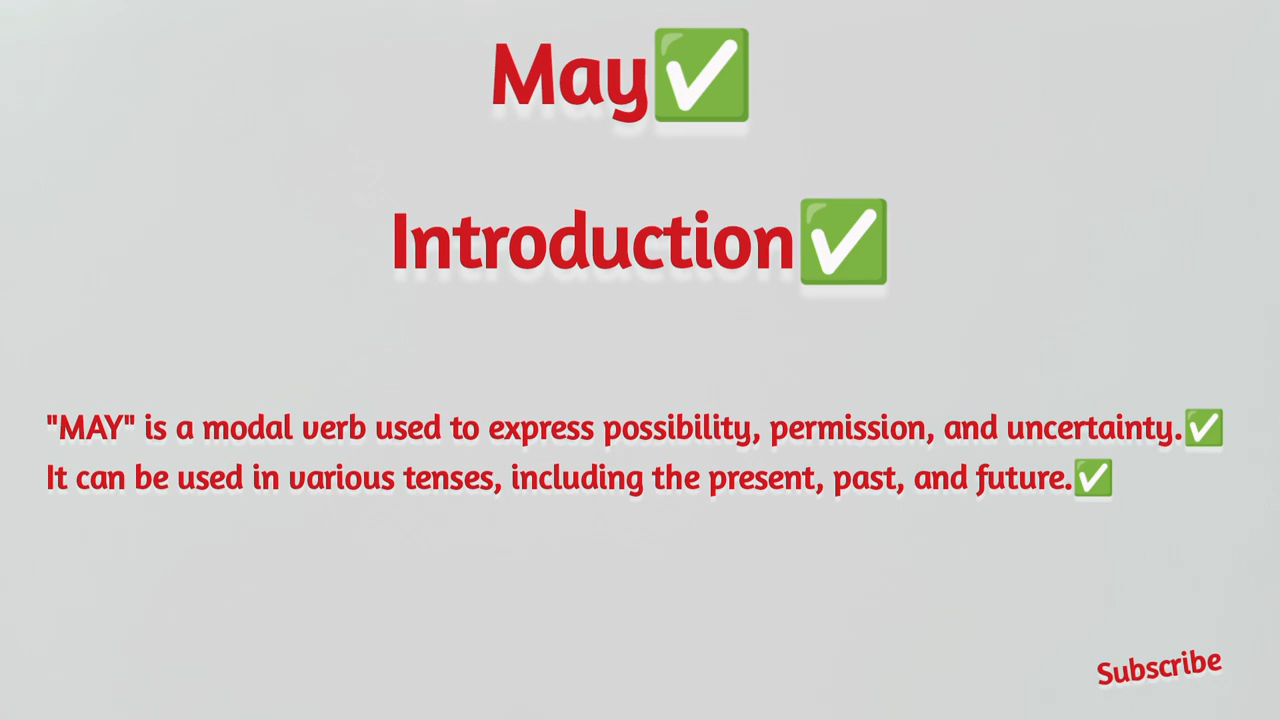 May✅
Introduction✅
"MAY" is a modal verb used to express possibility, permission, and uncertainty.✅
It can be used in various tenses, including the present, past, and future.✅
Subscribe